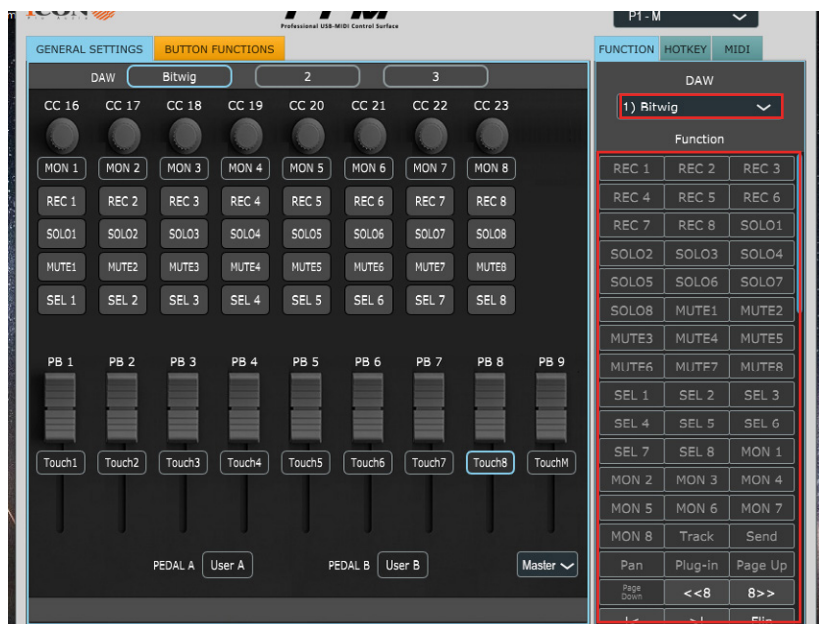 iCON
Professional USB-MIDI Control Surface
P1 - M
GENERAL SETTINGS BUTTON FUNCTIONS
FUNCTION HOTKEY MIDI
DAW Bitwig 2 3
CC 16 CC 17 CC 18 CC 19 CC 20 CC 21 CC 22 CC 23
MON 1 MON 2 MON 3 MON 4 MON 5 MON 6 MON 7 MON 8
REC 1 REC 2 REC 3 REC 4 REC 5 REC 6 REC 7 REC 8
SOLO1 SOLO2 SOLO3 SOLO4 SOLO5 SOLO6 SOLO7 SOLO8
MUTE1 MUTE2 MUTE3 MUTE4 MUTE5 MUTE6 MUTE7 MUTE8
SEL 1 SEL 2 SEL 3 SEL 4 SEL 5 SEL 6 SEL 7 SEL 8
PB 1 PB 2 PB 3 PB 4 PB 5 PB 6 PB 7 PB 8 PB 9
Touch1 Touch2 Touch3 Touch4 Touch5 Touch6 Touch7 Touch8 TouchM
PEDAL A User A PEDAL B User B Master
DAW
1) Bitwig
Function
REC 1 REC 2 REC 3
REC 4 REC 5 REC 6
REC 7 REC 8 SOLO1
SOLO2 SOLO3 SOLO4
SOLO5 SOLO6 SOLO7
SOLO8 MUTE1 MUTE2
MUTE3 MUTE4 MUTE5
MUTE6 MUTE7 MUTE8
SEL 1 SEL 2 SEL 3
SEL 4 SEL 5 SEL 6
SEL 7 SEL 8 MON 1
MON 2 MON 3 MON 4
MON 5 MON 6 MON 7
MON 8 Track Send
Pan Plug-in Page Up
Page Down <<8 8>>
|< >| Flip